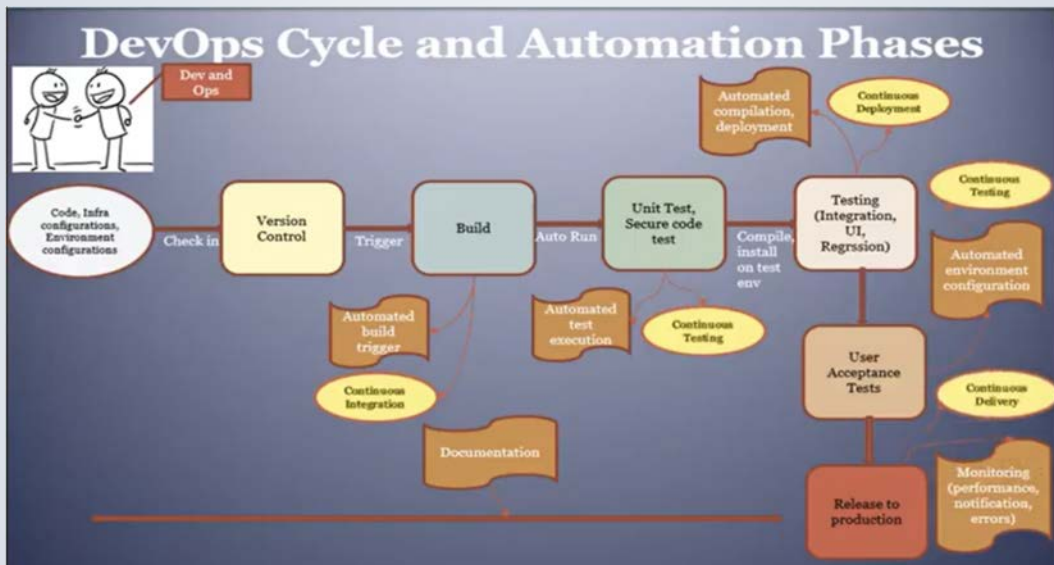 DevOps Cycle and Automation Phases
Dev and
Ops
Automated
compilation,
deployment
Continuous
Deployment
Continuous
Testing
Code, Infra
configurations,
Environment
configurations
Check in
Version
Control
Trigger
Build
Auto Run
Unit Test,
Secure code
test
Compile,
install
on test
env
Testing
(Integration,
UI,
Regrssion)
Automated
environment
configuration
Automated
build
trigger
Continuous
Integration
Automated
test
execution
Continuous
Testing
User
Acceptance
Tests
Continuous
Delivery
Documentation
Release to
production
Monitoring
(performance,
notification,
errors)